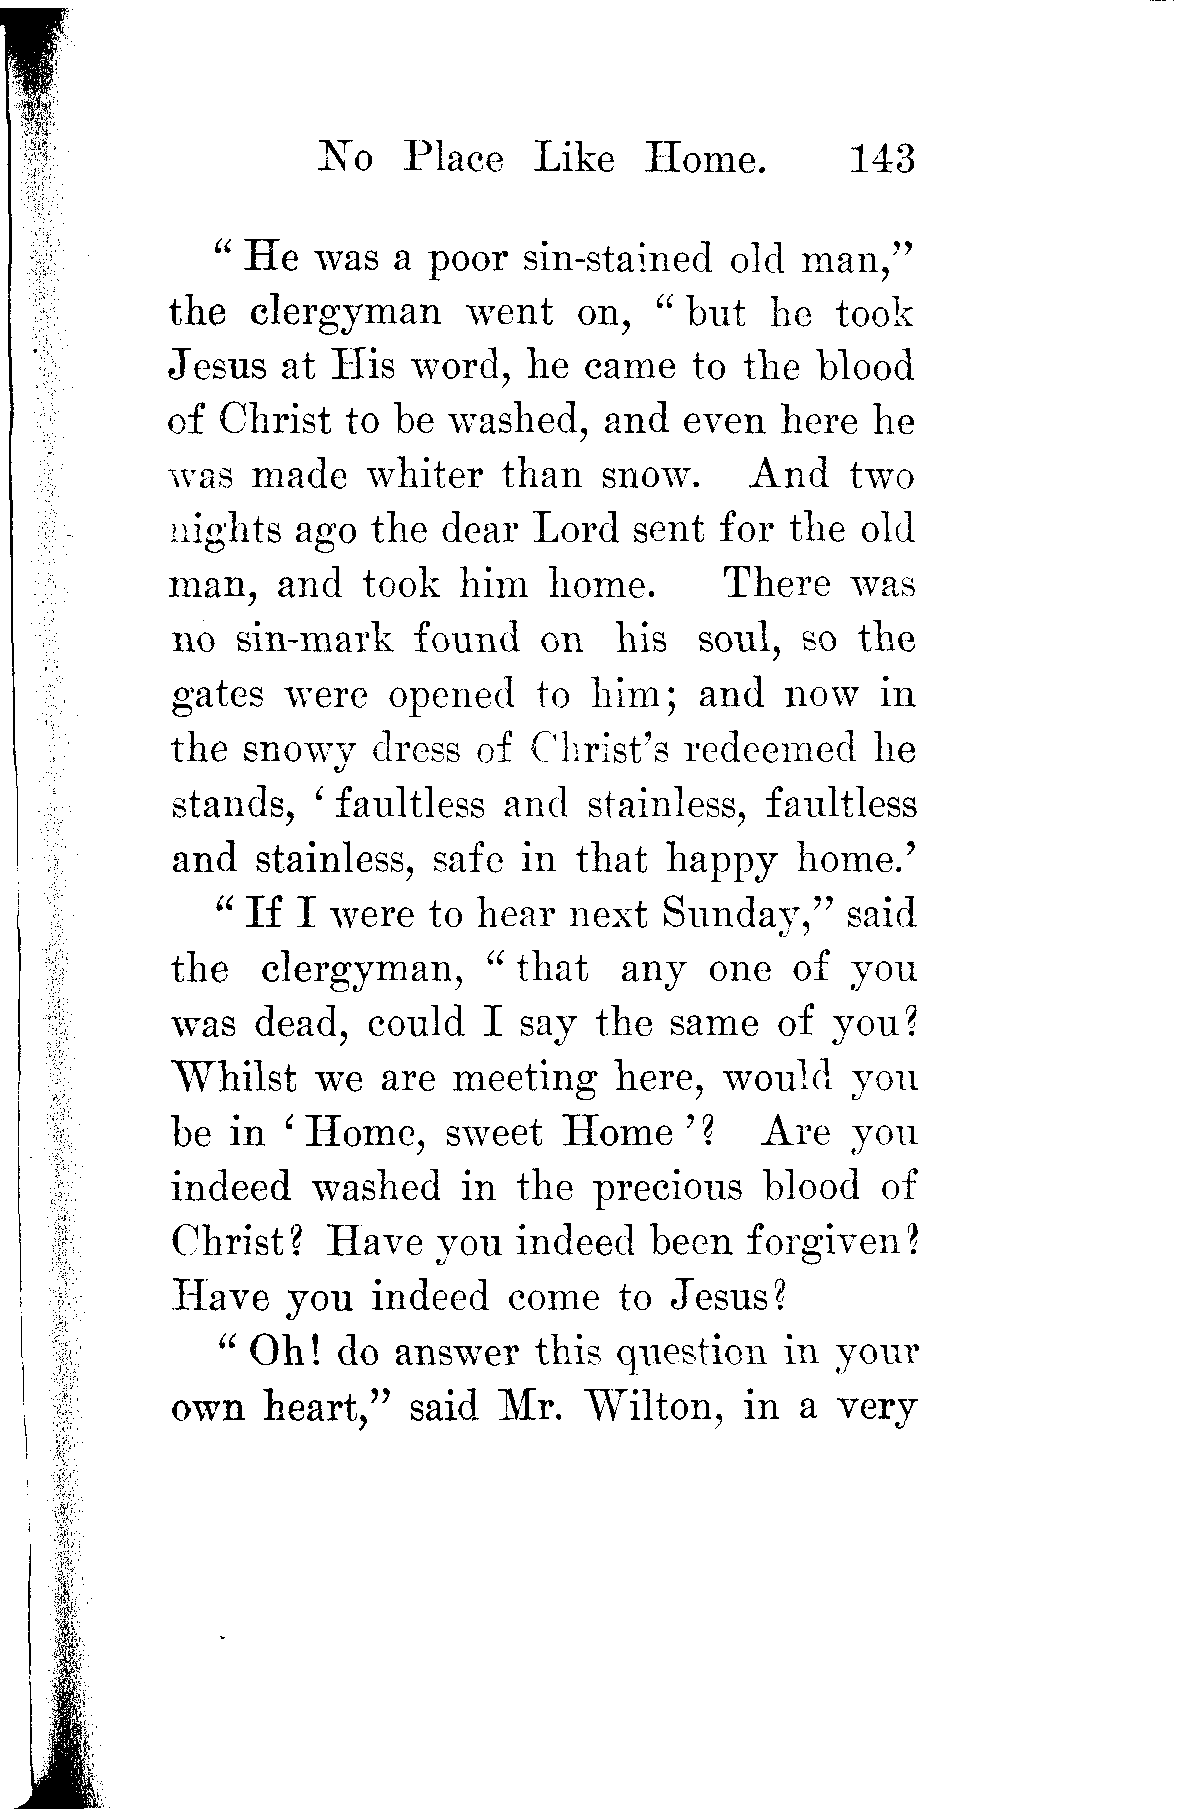 No Place Like Home. 143
“ He was a poor sin-stained old man,”
the clergyman went on, “ but he took
Jesus at His word, he came to the blood
of Christ to be washed, and even here he
was made whiter than snow. And two
nights ago the dear Lord sent for the old
man, and took him home. There was
no sin-mark found on his soul, so the
gates were opened to him; and now in
the snowy dress of Christ’s redeemed he
stands, ‘ faultless and stainless, faultless
and stainless, safe in that happy home.’
“ If I were to hear next Sunday,” said
the clergyman, “ that any one of you
was dead, could I say the same of you?
Whilst we are meeting here, would you
be in ‘ Home, sweet Home ’? Are you
indeed washed in the precious blood of
Christ? Have you indeed been forgiven?
Have you indeed come to Jesus?
“ Oh! do answer this question in your
own heart,” said Mr. Wilton, in a very